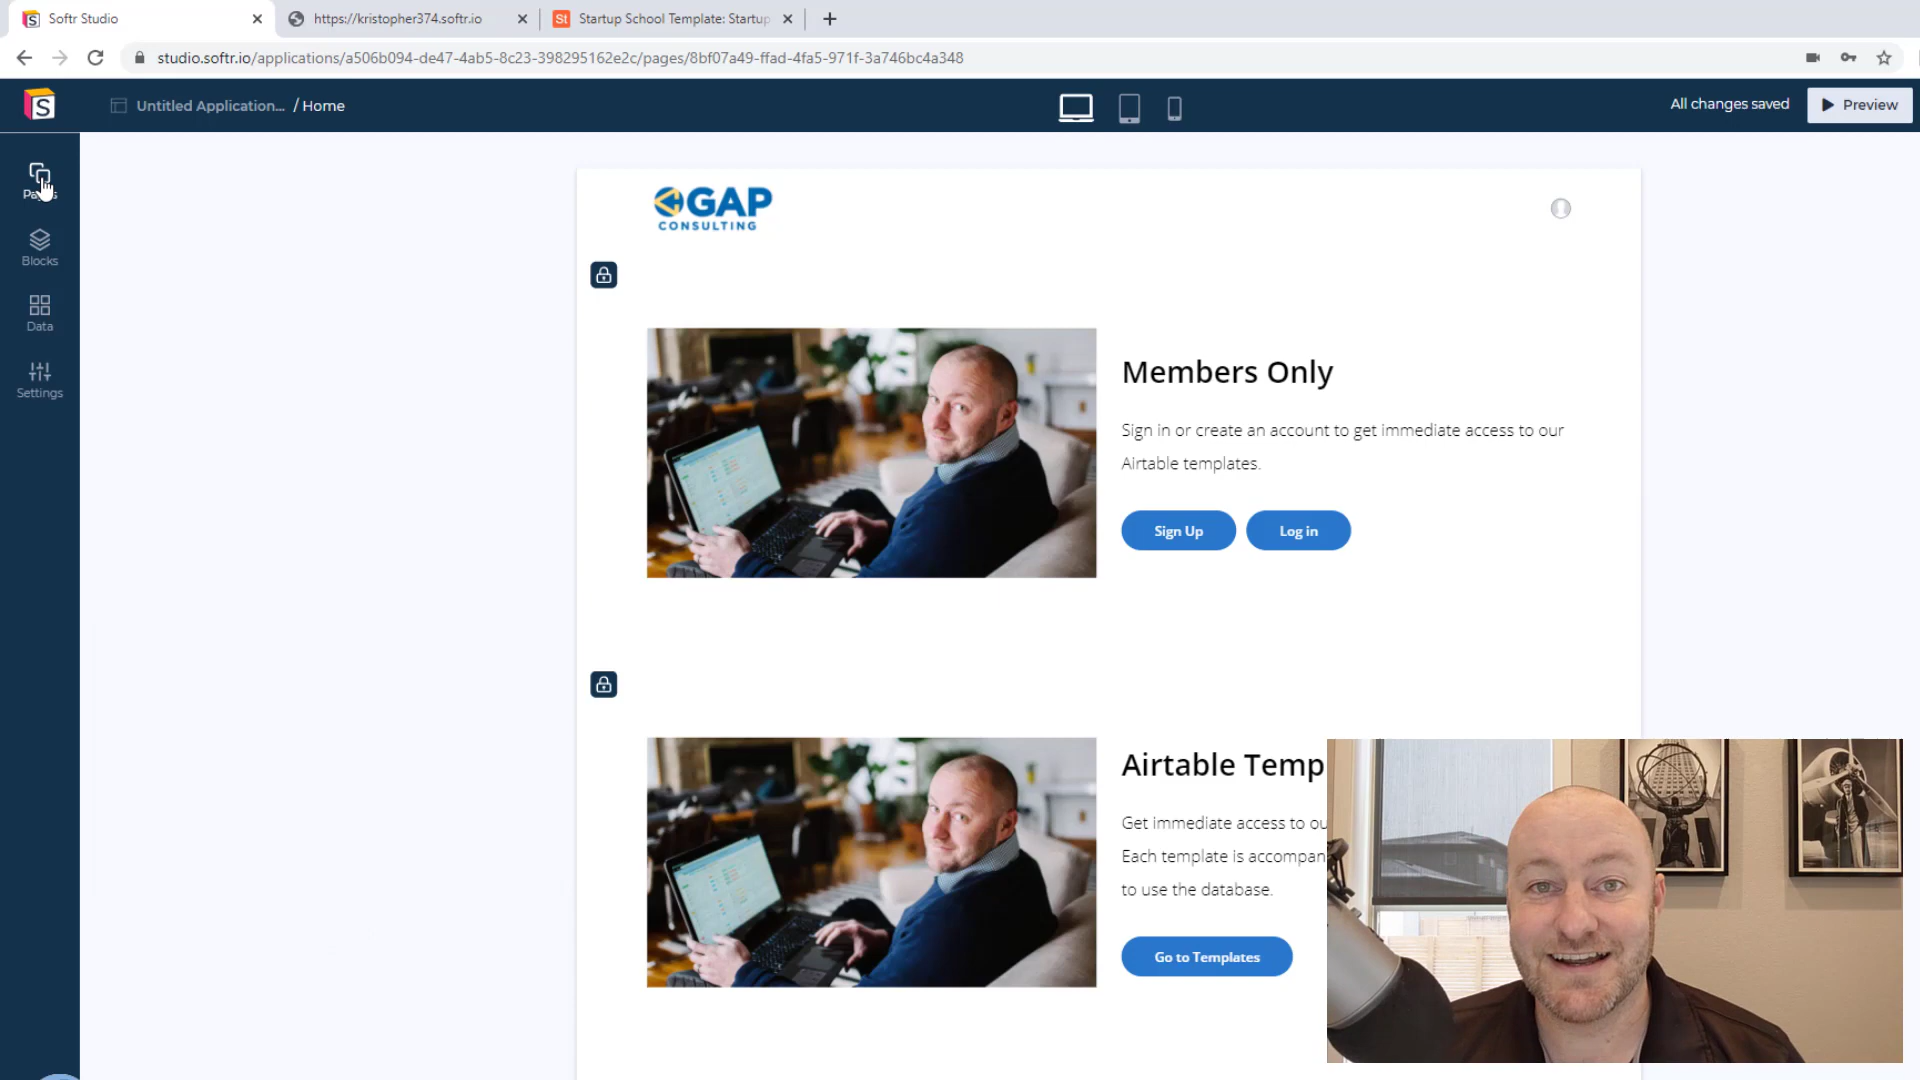 Softr Studio
https://kristopher374.softr.io
St Startup School Template: Startup
studio.softr.io/applications/a506b094-de47-4ab5-8c23-398295162e2c/pages/8bf07a49-ffad-4fa5-971f-3a746bc4a348
S
Untitled Application... / Home
All changes saved
Preview
Blocks
Data
Settings
GAP
CONSULTING
Members Only
Sign in or create an account to get immediate access to our
Airtable templates.
Sign Up
Log in
Airtable Temp
Get immediate access to ou
Each template is accompan
to use the database.
Go to Templates